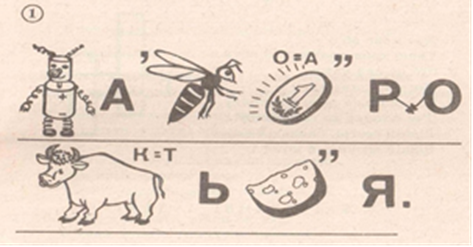 1
А ’ О=А ” Р О
К=Т Ь ” Я.